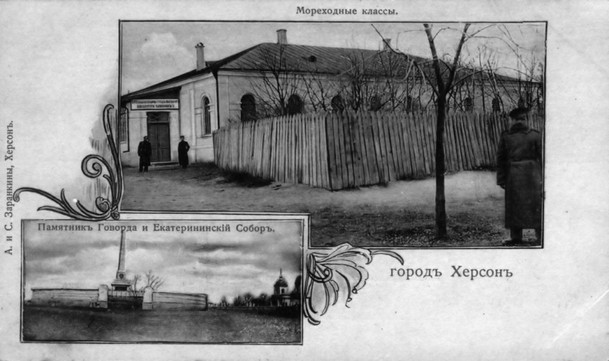 Мореходные классы.
Памятникъ Говорда и Екатерининскій Соборъ.
городъ Херсонъ
А. и С. Заранкины, Херсонъ.